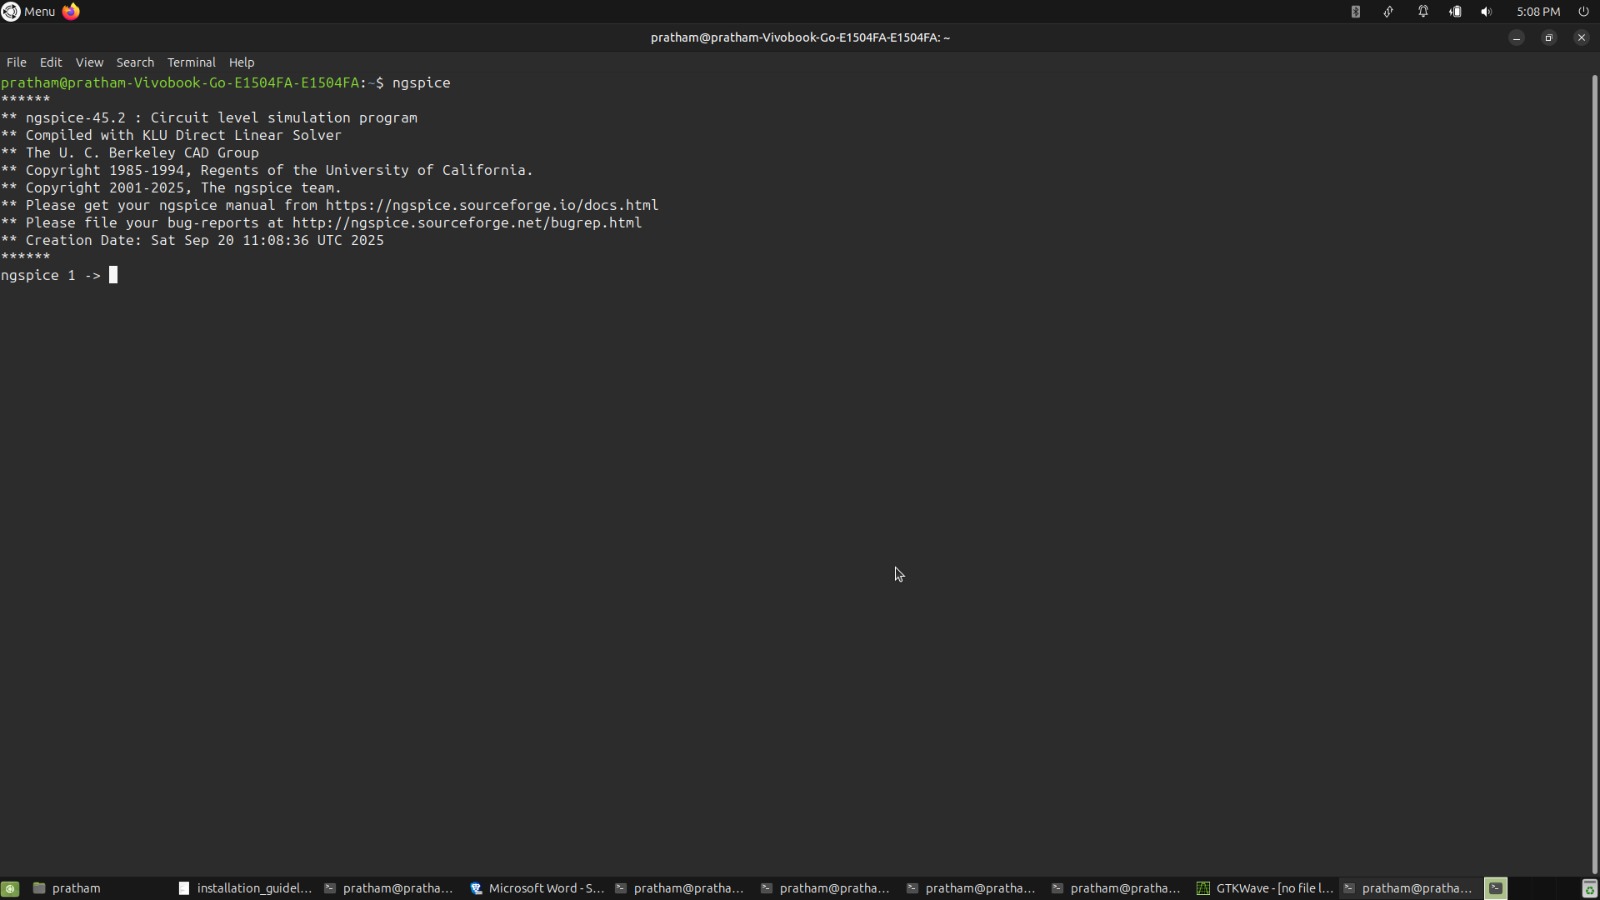 Menu
5:08 PM
pratham@pratham-Vivobook-Go-E1504FA-E1504FA: ~
File Edit View Search Terminal Help
pratham@pratham-Vivobook-Go-E1504FA-E1504FA:~$ ngspice
******
** ngspice-45.2 : Circuit level simulation program
** Compiled with KLU Direct Linear Solver
** The U. C. Berkeley CAD Group
** Copyright 1985-1994, Regents of the University of California.
** Copyright 2001-2025, The ngspice team.
** Please get your ngspice manual from https://ngspice.sourceforge.io/docs.html
** Please file your bug-reports at http://ngspice.sourceforge.net/bugrep.html
** Creation Date: Sat Sep 20 11:08:36 UTC 2025
******
ngspice 1 ->
pratham installation_guidel... pratham@pratha... Microsoft Word - S... pratham@pratha... pratham@pratha... pratham@pratha... pratham@pratha... GTKWave - [no file l... pratham@pratha...